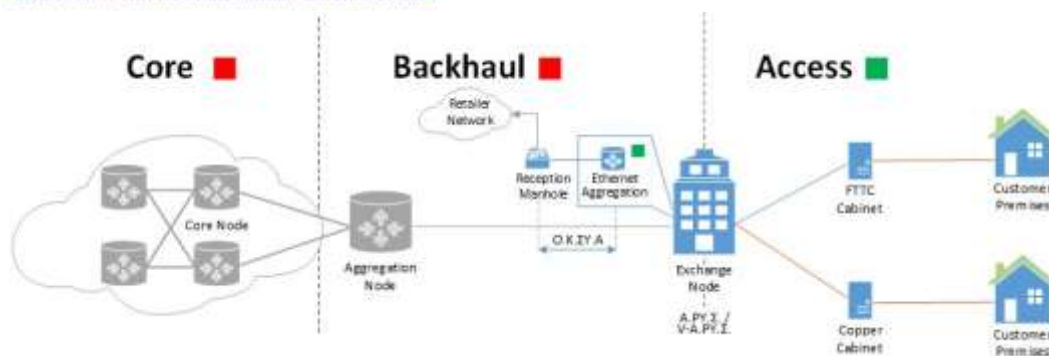 Core
Backhaul
Access
Retailer
Network
Reception
Manhole
Ethernet
Aggregation
Core Node
Ο.Κ.ΣΥ.Α
Aggregation
Node
Exchange
Node
Α.ΡΥ.Σ. /
V-Α.ΡΥ.Σ.
FTTC
Cabinet
Customer
Premises
Copper
Cabinet
Customer
Premises